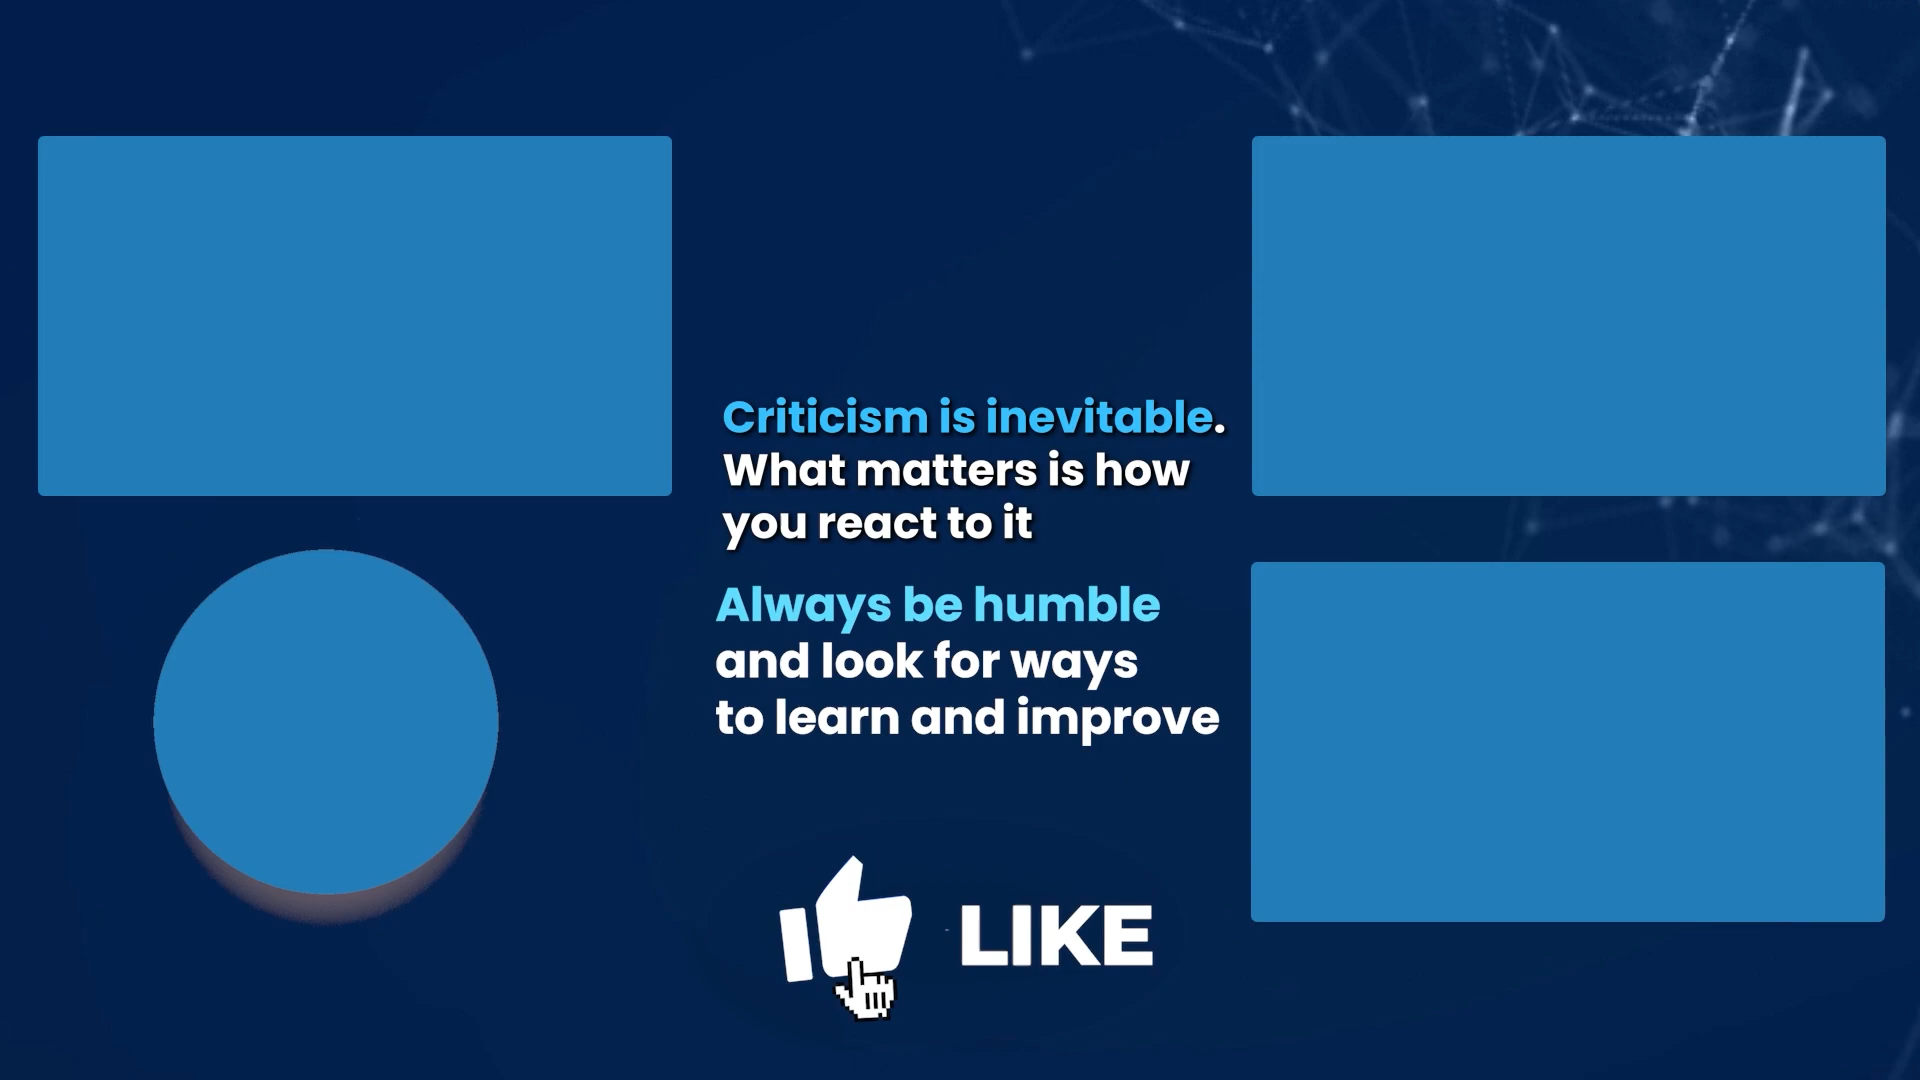 Criticism is inevitable.
What matters is how
you react to it
Always be humble
and look for ways
to learn and improve
LIKE